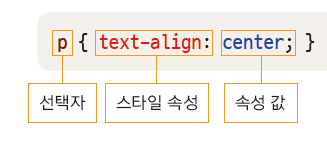 p { text-align: center; }
선택자 스타일 속성 속성 값